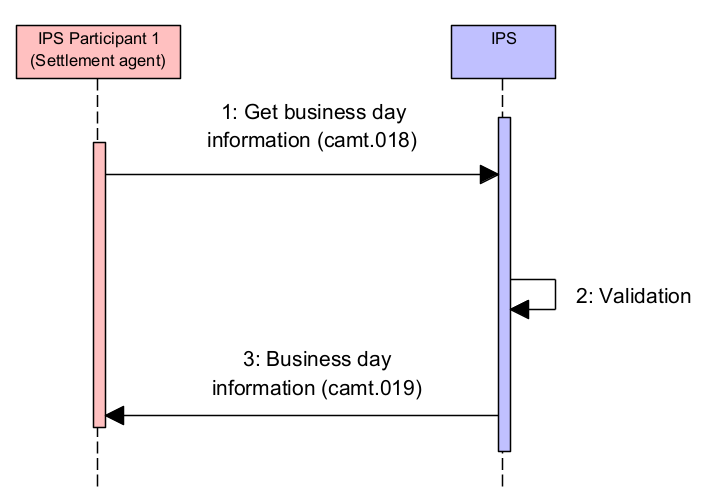 IPS Participant 1
(Settlement agent)
IPS
1: Get business day
information (camt.018)
2: Validation
3: Business day
information (camt.019)